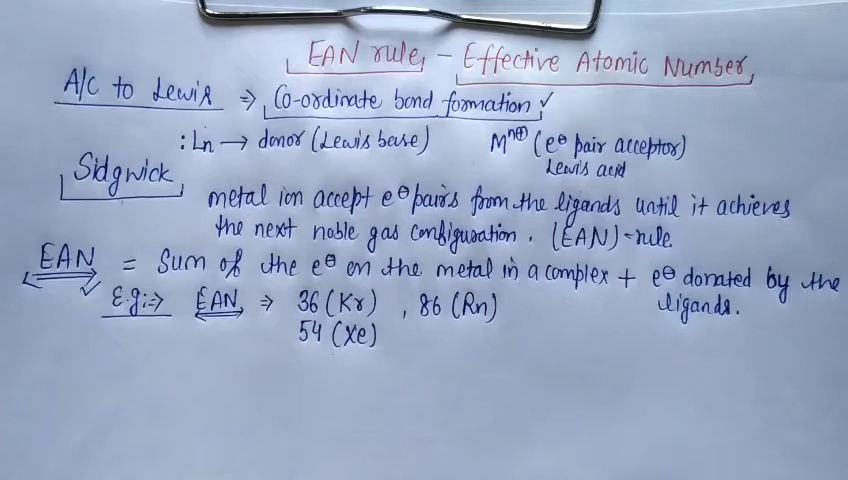 EAN rule, - Effective Atomic Number,
A/C to Lewis ⇒ Co-ordinate bond formation ✓
:Ln → donor (Lewis base) Mⁿ⊕ (e⊖ pair acceptor)
Lewis acid
Sidgwick
metal ion accept e⊖ pairs from the ligands until it achieves
the next noble gas configuration. (EAN)-rule
EAN = Sum of the e⊖ on the metal in a complex + e⊖ donated by the
ligands.
E.g:→ EAN ⇒ 36 (Kr) , 86 (Rn)
54 (Xe)